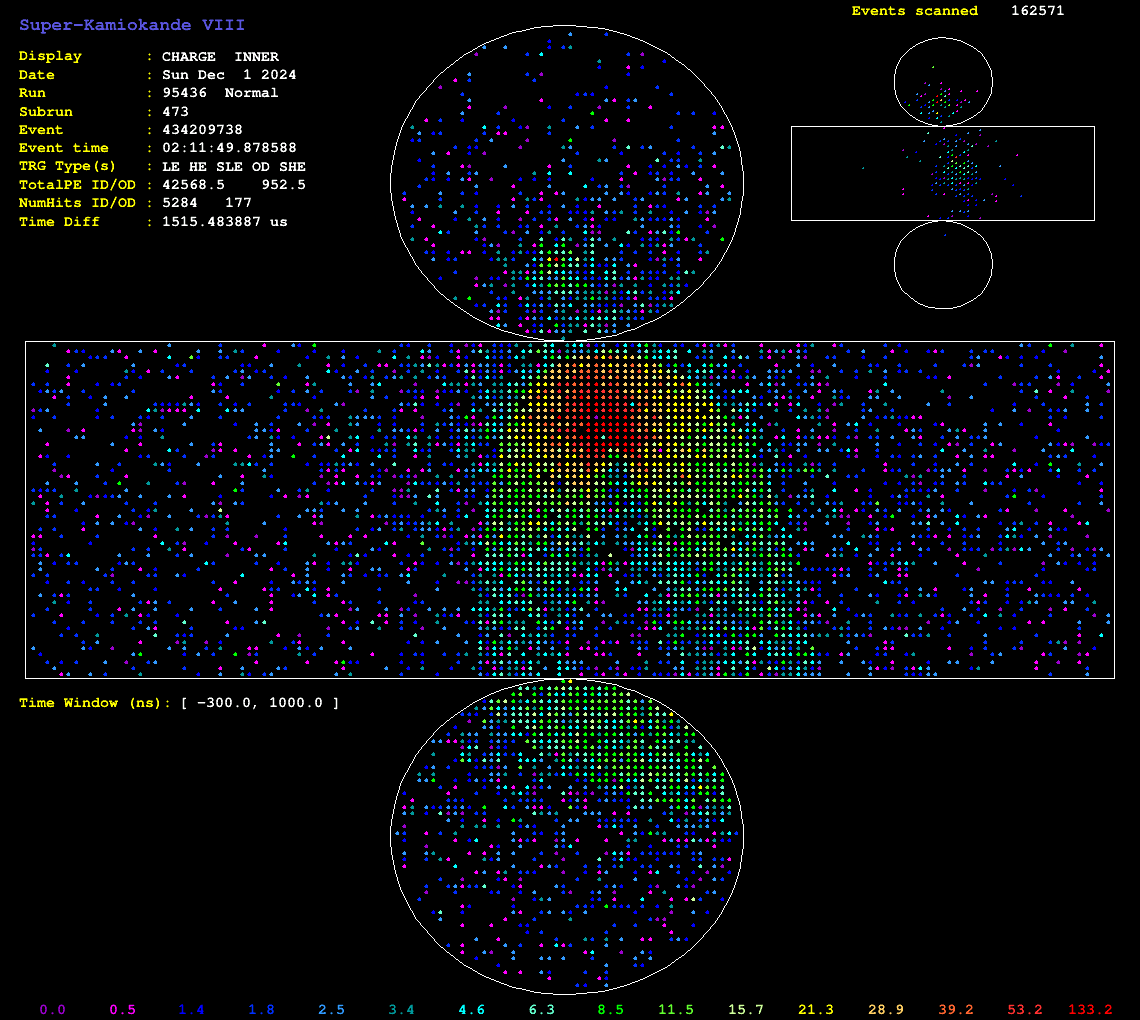 Super-Kamiokande VIII
Display : CHARGE INNER
Date : Sun Dec 1 2024
Run : 95436 Normal
Subrun : 473
Event : 434209738
Event time : 02:11:49.878588
TRG Type(s) : LE HE SLE OD SHE
TotalPE ID/OD : 42568.5 952.5
NumHits ID/OD : 5284 177
Time Diff : 1515.483887 us
Events scanned 162571
Time Window (ns): [ -300.0, 1000.0 ]
0.0 0.5 1.4 1.8 2.5 3.4 4.6 6.3 8.5 11.5 15.7 21.3 28.9 39.2 53.2 133.2